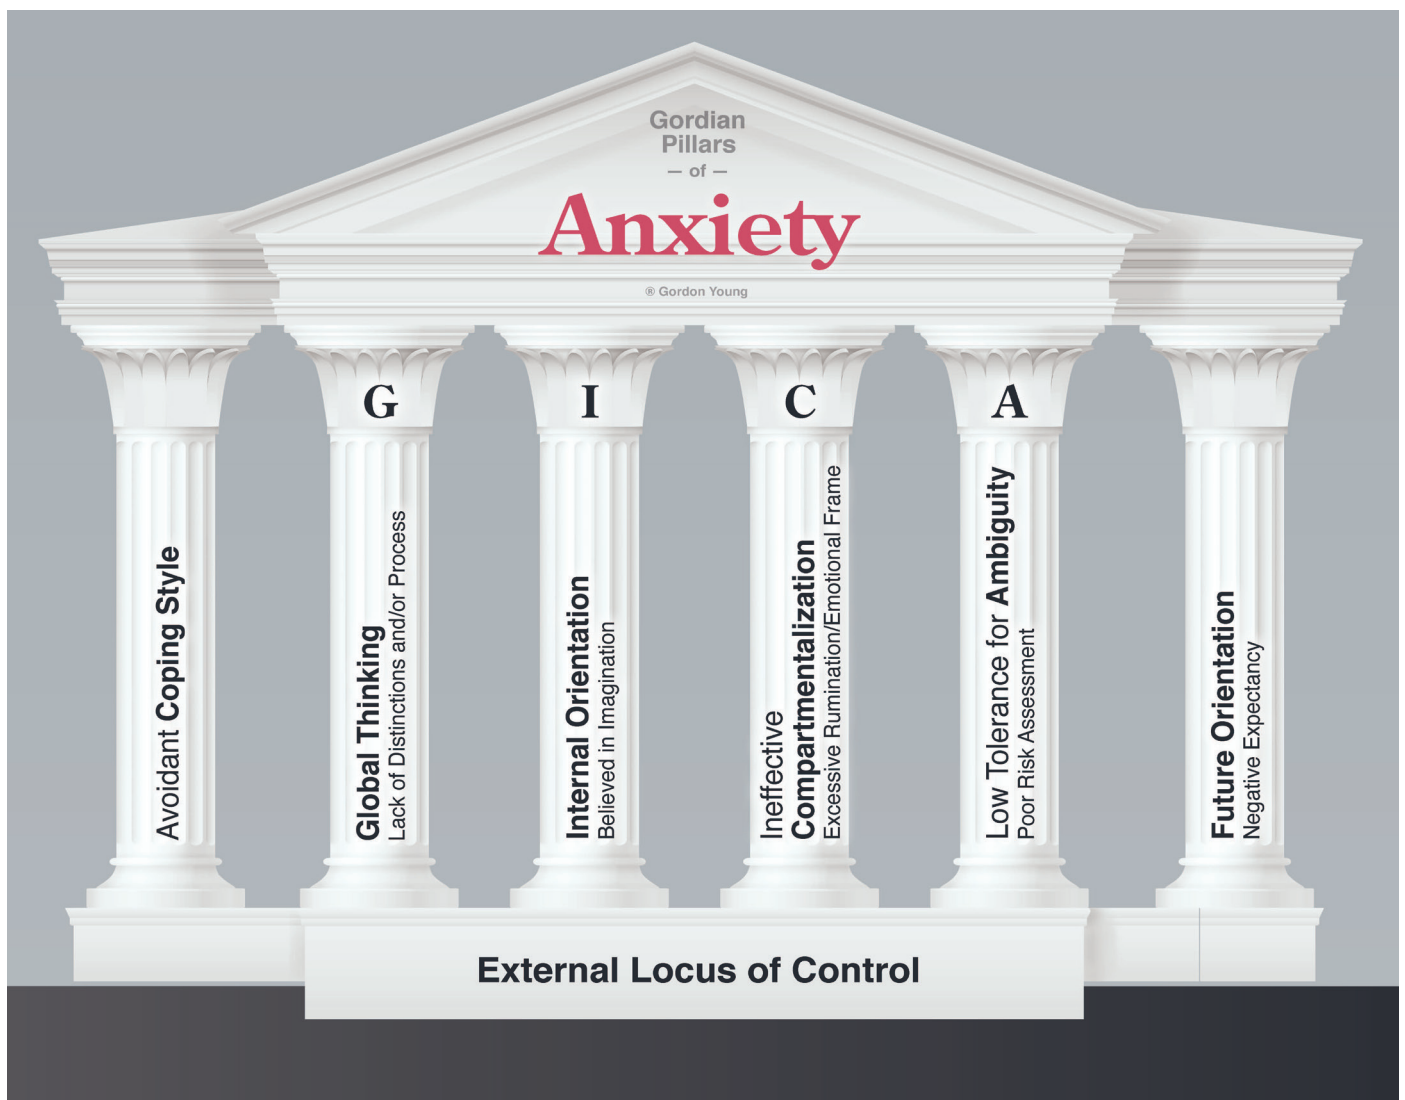 Gordian
Pillars
— of —
Anxiety
® Gordon Young
G
I
C
A
Avoidant Coping Style
Global Thinking
Lack of Distinctions and/or Process
Internal Orientation
Believed in Imagination
Ineffective
Compartmentalization
Excessive Rumination/Emotional Frame
Low Tolerance for Ambiguity
Poor Risk Assessment
Future Orientation
Negative Expectancy
External Locus of Control